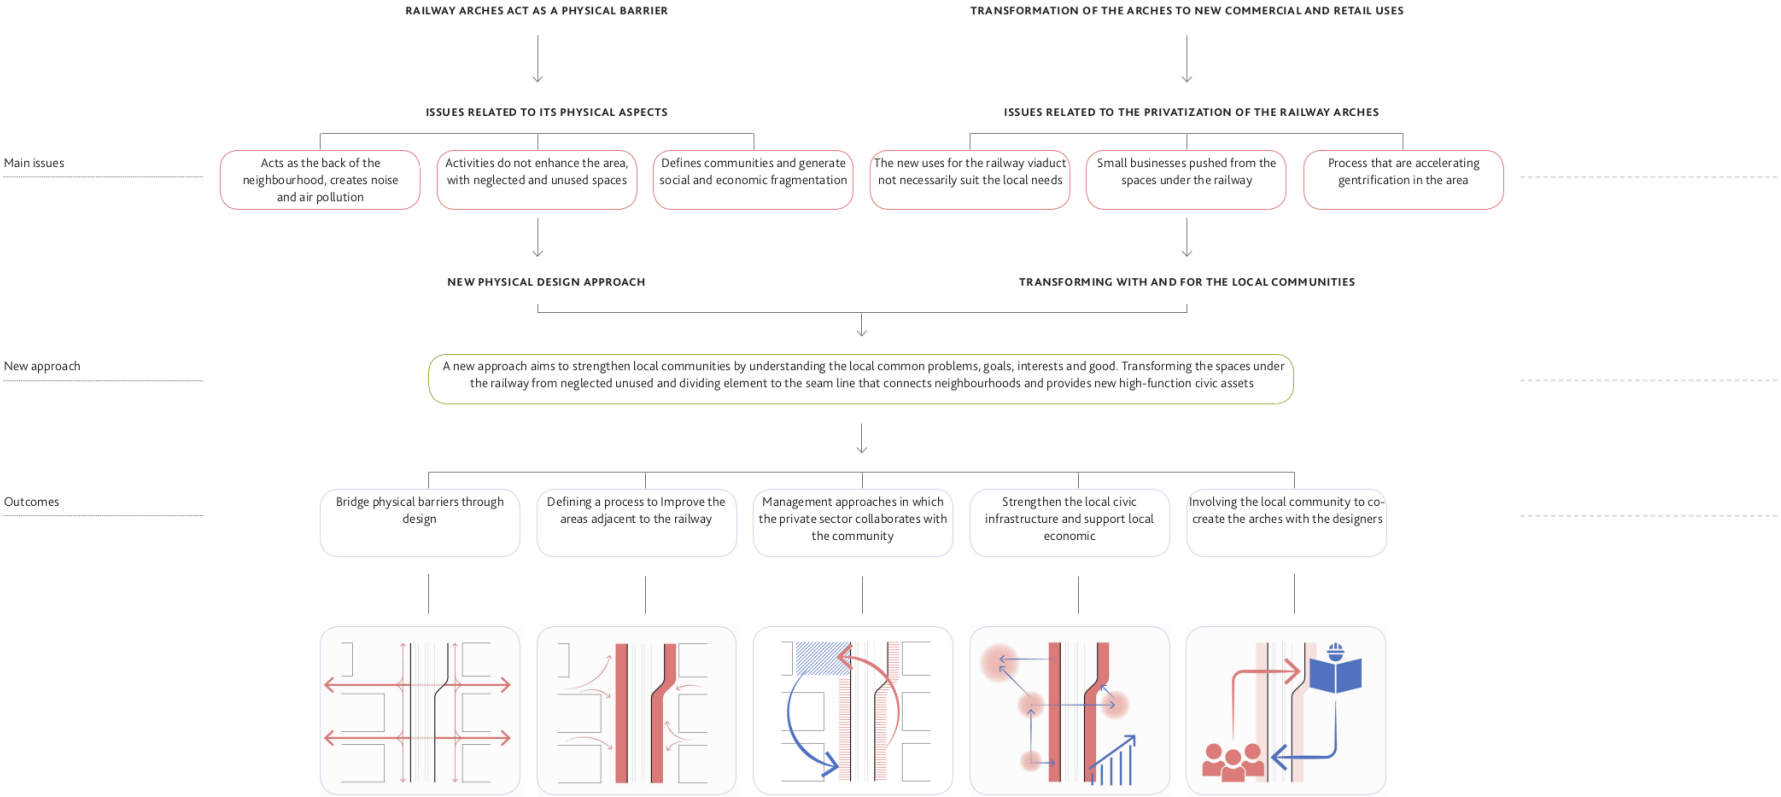 RAILWAY ARCHES ACT AS A PHYSICAL BARRIER
TRANSFORMATION OF THE ARCHES TO NEW COMMERCIAL AND RETAIL USES
ISSUES RELATED TO ITS PHYSICAL ASPECTS
ISSUES RELATED TO THE PRIVATIZATION OF THE RAILWAY ARCHES
Main issues
Acts as the back of the
neighbourhood, creates noise
and air pollution
Activities do not enhance the area,
with neglected and unused spaces
Defines communities and generate
social and economic fragmentation
The new uses for the railway viaduct
not necessarily suit the local needs
Small businesses pushed from the
spaces under the railway
Process that are accelerating
gentrification in the area
NEW PHYSICAL DESIGN APPROACH
TRANSFORMING WITH AND FOR THE LOCAL COMMUNITIES
New approach
A new approach aims to strengthen local communities by understanding the local common problems, goals, interests and good. Transforming the spaces under
the railway from neglected unused and dividing element to the seam line that connects neighbourhoods and provides new high-function civic assets
Outcomes
Bridge physical barriers through
design
Defining a process to Improve the
areas adjacent to the railway
Management approaches in which
the private sector collaborates with
the community
Strengthen the local civic
infrastructure and support local
economic
Involving the local community to co-
create the arches with the designers